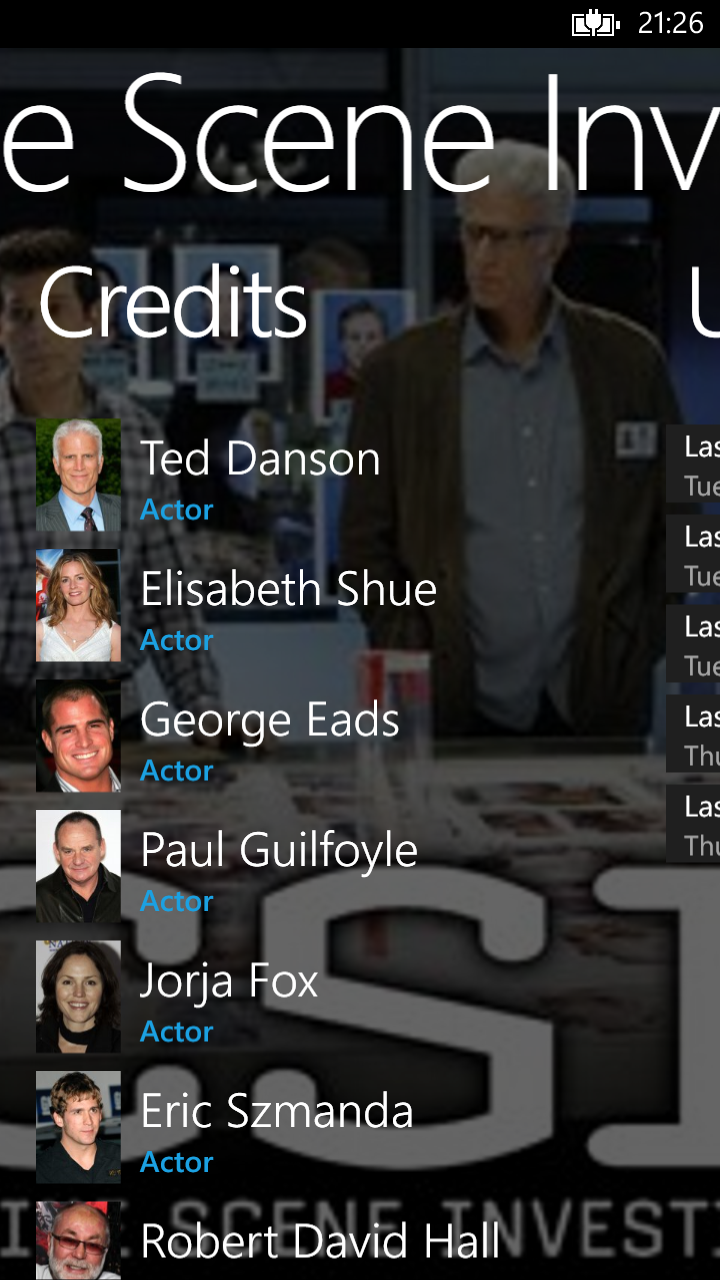 21:26
e Scene Inv
Credits
U
Ted Danson
Actor
Elisabeth Shue
Actor
George Eads
Actor
Paul Guilfoyle
Actor
Jorja Fox
Actor
Eric Szmanda
Actor
Robert David Hall
Las
Tue
Las
Tue
Las
Tue
Las
Thu
Las
Thu
CSI
SCENE INVESTI